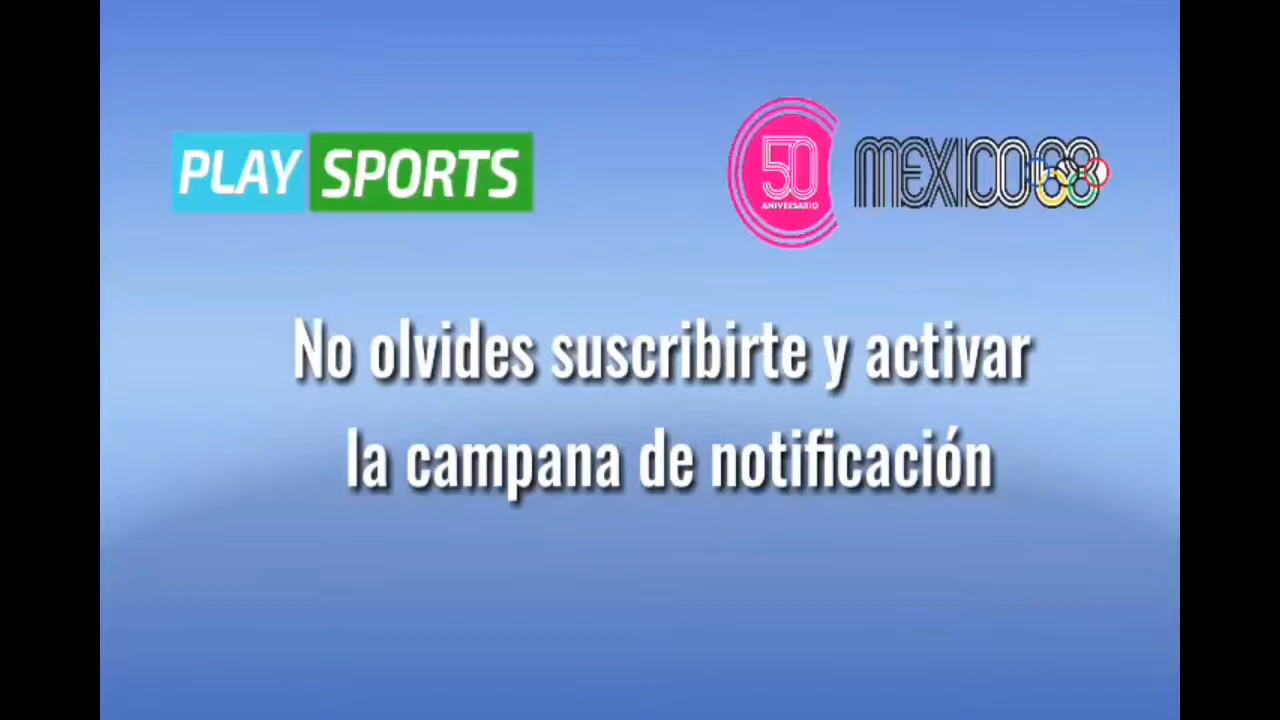 PLAY SPORTS
50
ANIVERSARIO
MEXICO68
No olvides suscribirte y activar
la campana de notificación